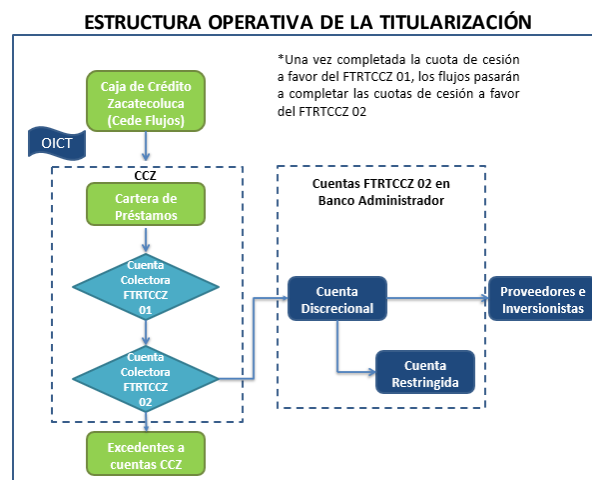 ESTRUCTURA OPERATIVA DE LA TITULARIZACIÓN
*Una vez completada la cuota de cesión
a favor del FTRTCCZ 01, los flujos pasarán
a completar las cuotas de cesión a favor
del FTRTCCZ 02
Caja de Crédito
Zacatecoluca
(Cede Flujos)
OICT
CCZ
Cartera de
Préstamos
Cuenta
Colectora
FTRTCCZ
01
Cuenta
Colectora
FTRTCCZ
02
Excedentes a
cuentas CCZ
Cuentas FTRTCCZ 02 en
Banco Administrador
Cuenta
Discrecional
Cuenta
Restringida
Proveedores e
Inversionistas